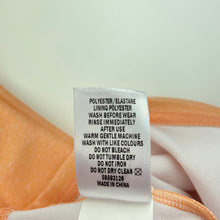 POLYESTER/ELASTANE
LINING POLYESTER
WASH BEFORE WEAR
RINSE IMMEDIATELY
AFTER USE
WARM GENTLE MACHINE
WASH WITH LIKE COLOURS
DO NOT BLEACH
DO NOT TUMBLE DRY
DO NOT IRON
DO NOT DRY CLEAN
58583126
MADE IN CHINA